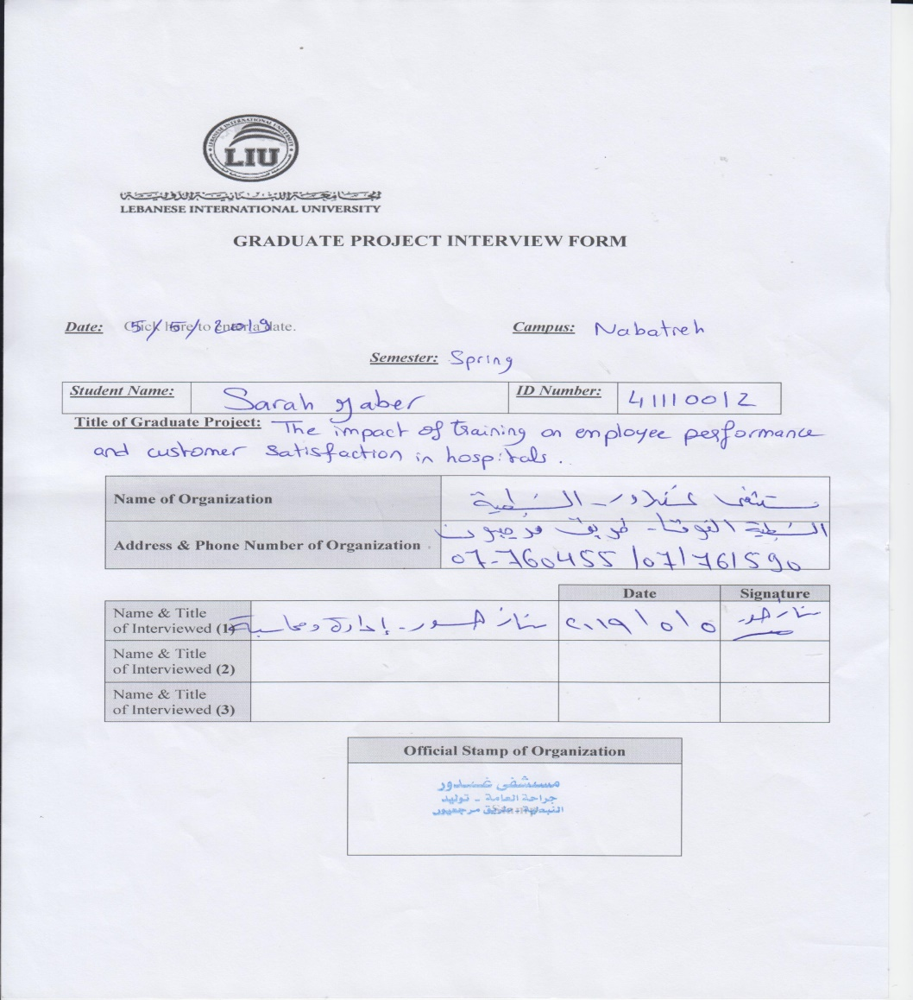 LIU
الجامعة اللبنانية الدولية
LEBANESE INTERNATIONAL UNIVERSITY
GRADUATE PROJECT INTERVIEW FORM
Date: Click here to enter a date. 5/5/2019 Campus: Nabatieh
Semester: Spring
Student Name: Sarah Jaber ID Number: 41110012
Title of Graduate Project: The impact of training on employee performance
and customer satisfaction in hospitals.
Name of Organization مستشفى غندور - النبطية
Address & Phone Number of Organization النبطية الفوقا - طريق مرجعيون
07-760455 / 07/761590
Date Signature
Name & Title
of Interviewed (1) إدارة ومحاسبة ٢٠١٩/٥/٥
Name & Title
of Interviewed (2)
Name & Title
of Interviewed (3)
Official Stamp of Organization
مستشفى غندور
جراحة العامة - توليد
النبطية - طريق مرجعيون